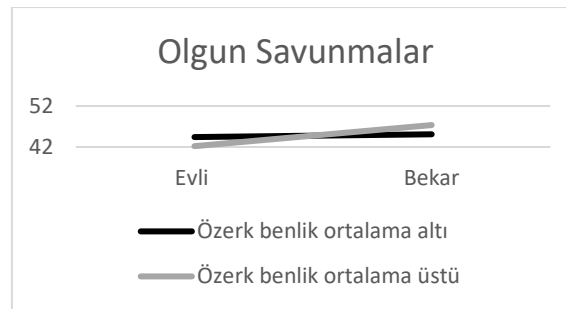 Olgun Savunmalar
52
42
Evli Bekar
Özerk benlik ortalama altı
Özerk benlik ortalama üstü